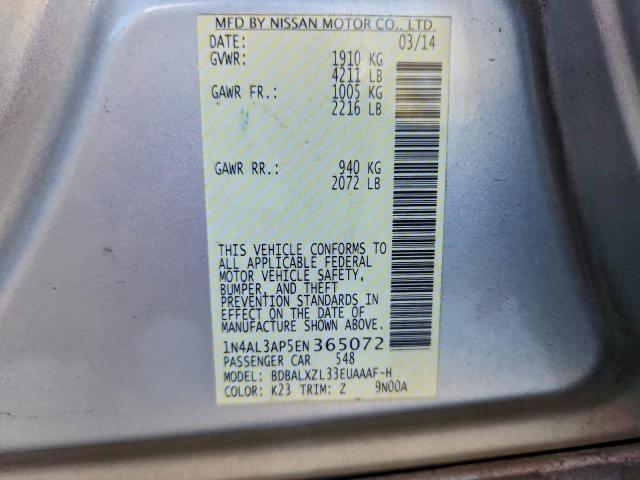 MFD BY NISSAN MOTOR CO., LTD.
DATE: 03/14
GVWR: 1910 KG
4211 LB
GAWR FR.: 1005 KG
2216 LB
GAWR RR.: 940 KG
2072 LB
THIS VEHICLE CONFORMS TO
ALL APPLICABLE FEDERAL
MOTOR VEHICLE SAFETY,
BUMPER, AND THEFT
PREVENTION STANDARDS IN
EFFECT ON THE DATE OF
MANUFACTURE SHOWN ABOVE.
1N4AL3AP5EN365072
PASSENGER CAR 548
MODEL: BDBALXZL33EUAAAF-H
COLOR: K23 TRIM: Z 9N00A